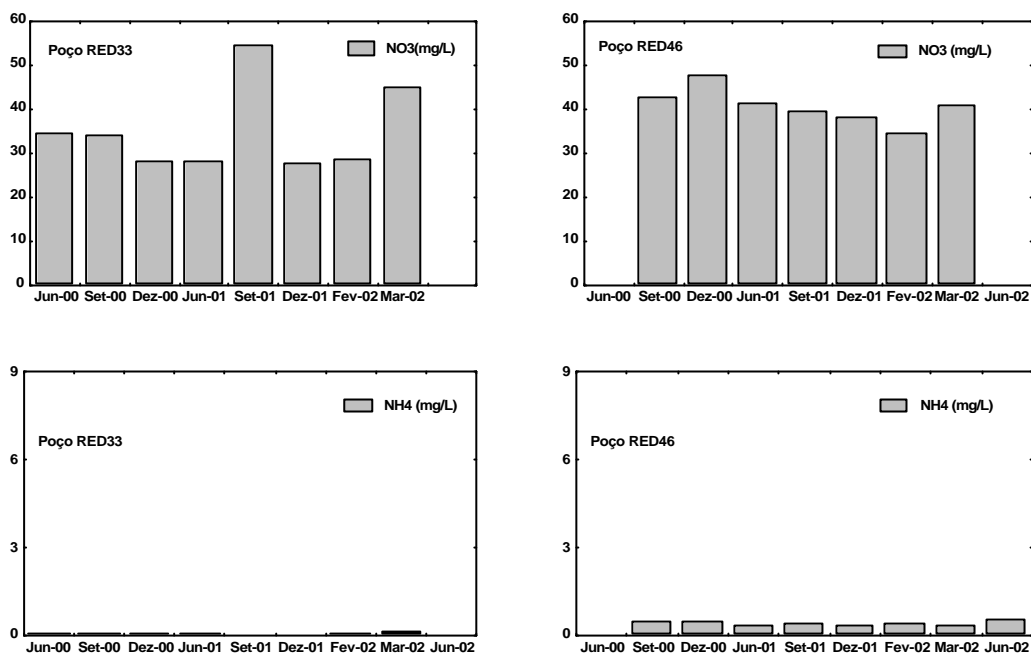 60
50
40
30
20
10
0
Poço RED33
NO3(mg/L)
Jun-00 Set-00 Dez-00 Jun-01 Set-01 Dez-01 Fev-02 Mar-02
60
50
40
30
20
10
0
Poço RED46
NO3 (mg/L)
Jun-00 Set-00 Dez-00 Jun-01 Set-01 Dez-01 Fev-02 Mar-02 Jun-02
9
6
3
0
NH4 (mg/L)
Poço RED33
Jun-00 Set-00 Dez-00 Jun-01 Set-01 Dez-01 Fev-02 Mar-02 Jun-02
9
6
3
0
NH4 (mg/L)
Poço RED46
Jun-00 Set-00 Dez-00 Jun-01 Set-01 Dez-01 Fev-02 Mar-02 Jun-02